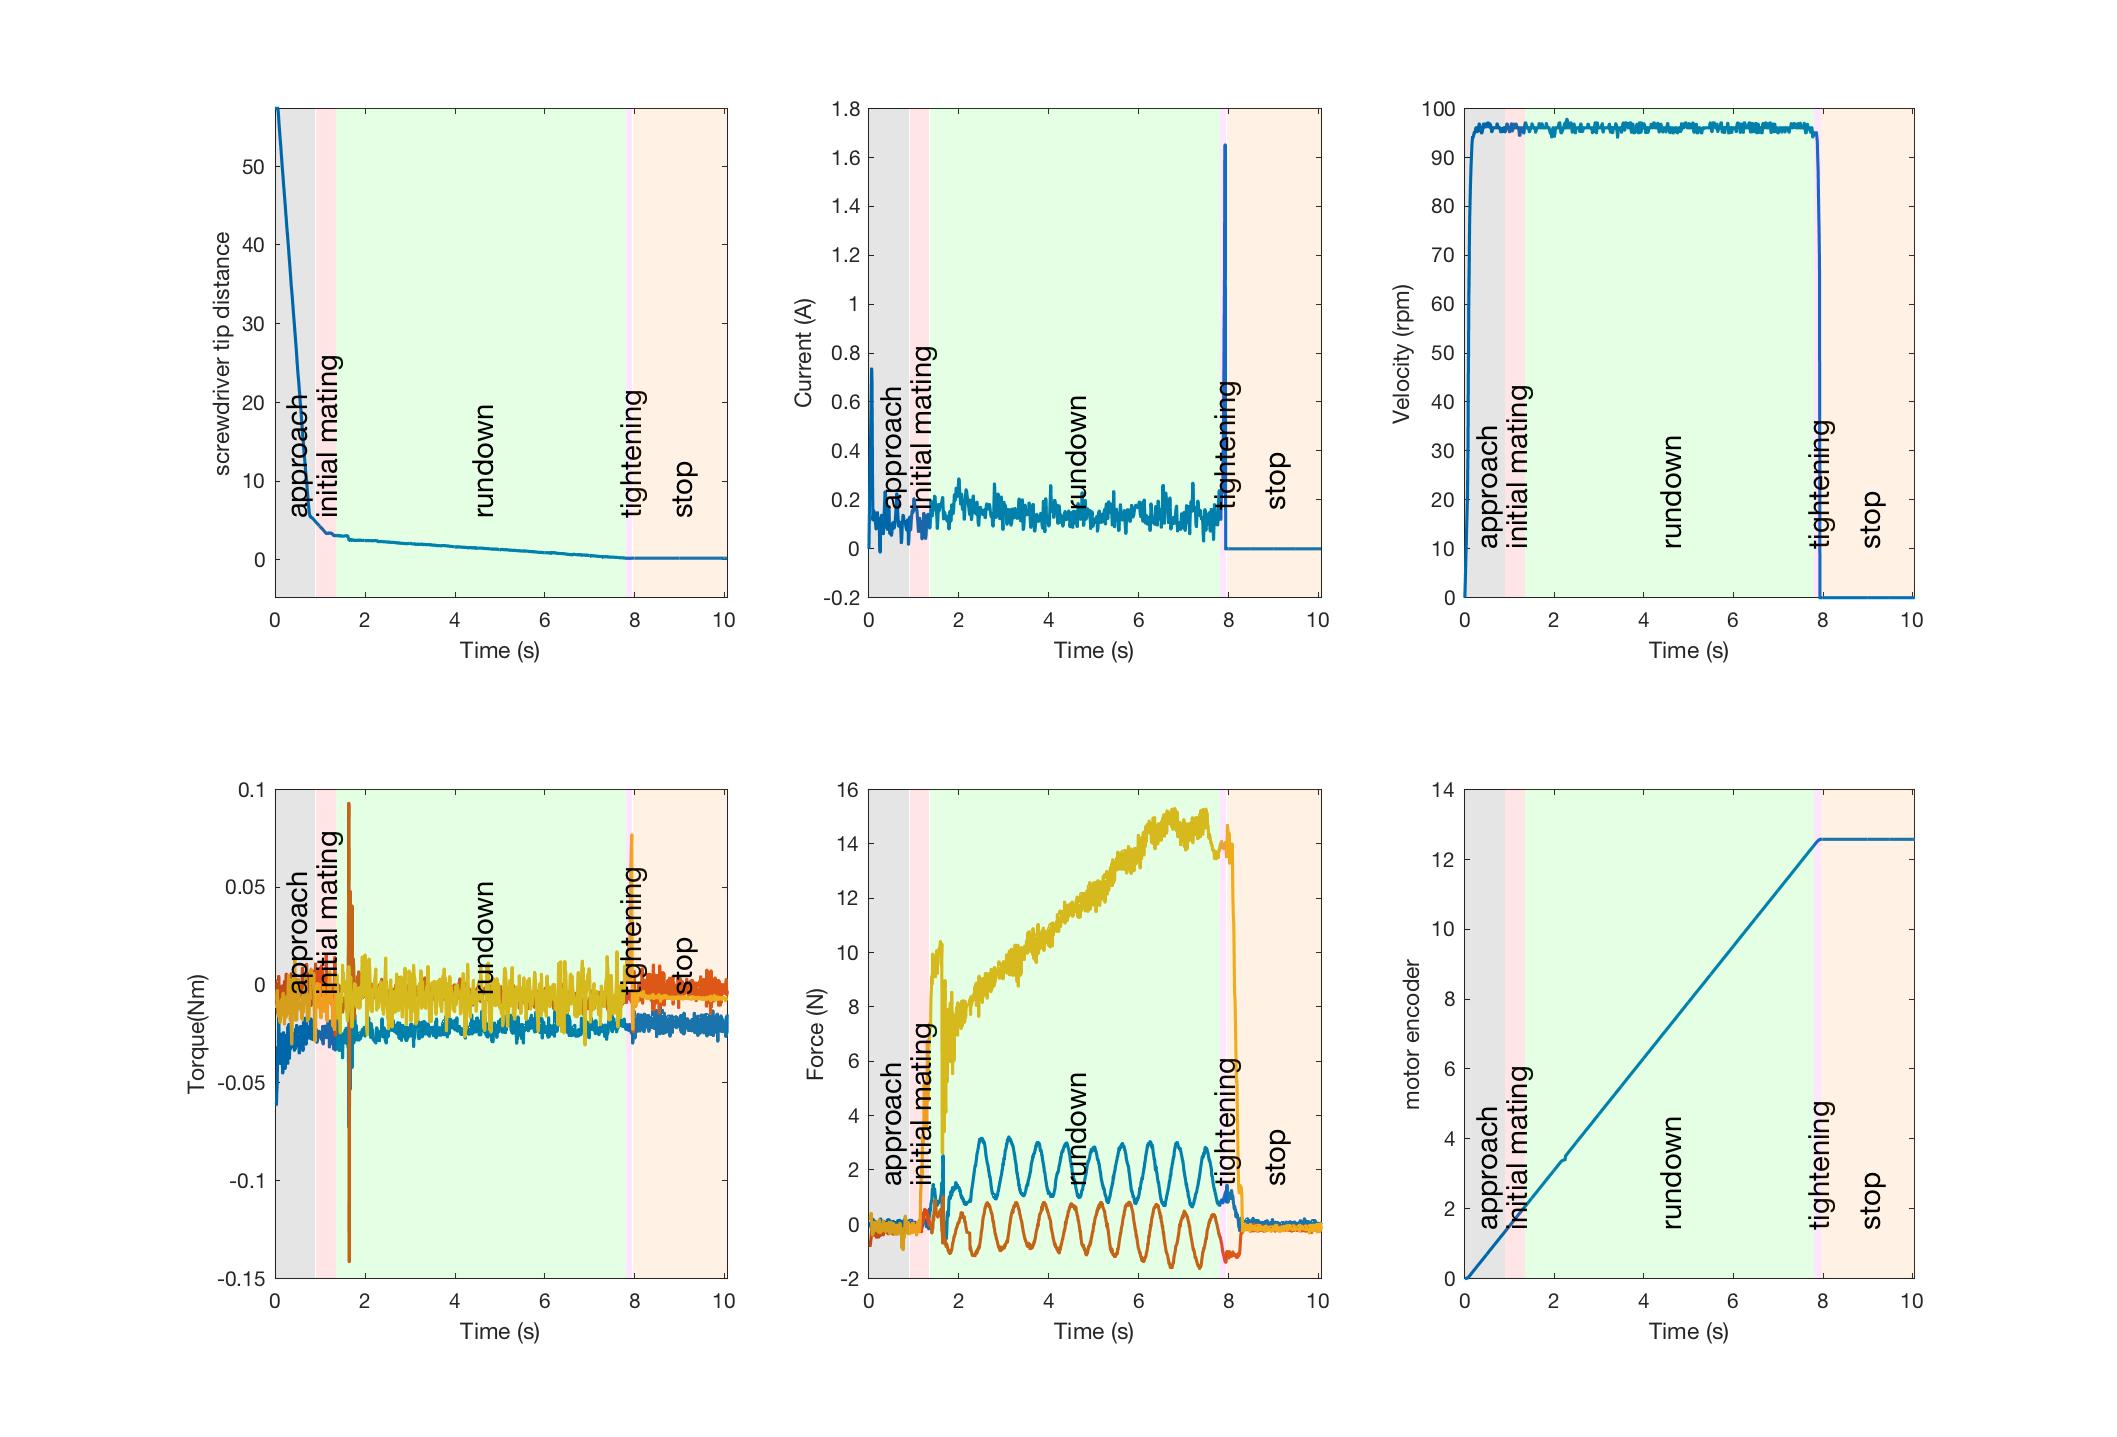 screwdriver tip distance
50
40
30
20
10
0
approach
initial mating
rundown
tightening
stop
0 2 4 6 8 10
Time (s)
Current (A)
1.8
1.6
1.4
1.2
1
0.8
0.6
0.4
0.2
0
-0.2
approach
initial mating
rundown
tightening
stop
0 2 4 6 8 10
Time (s)
Velocity (rpm)
100
90
80
70
60
50
40
30
20
10
0
approach
initial mating
rundown
tightening
stop
0 2 4 6 8 10
Time (s)
Torque(Nm)
0.1
0.05
0
-0.05
-0.1
-0.15
approach
initial mating
rundown
tightening
stop
0 2 4 6 8 10
Time (s)
Force (N)
16
14
12
10
8
6
4
2
0
-2
approach
initial mating
rundown
tightening
stop
0 2 4 6 8 10
Time (s)
motor encoder
14
12
10
8
6
4
2
0
approach
initial mating
rundown
tightening
stop
0 2 4 6 8 10
Time (s)